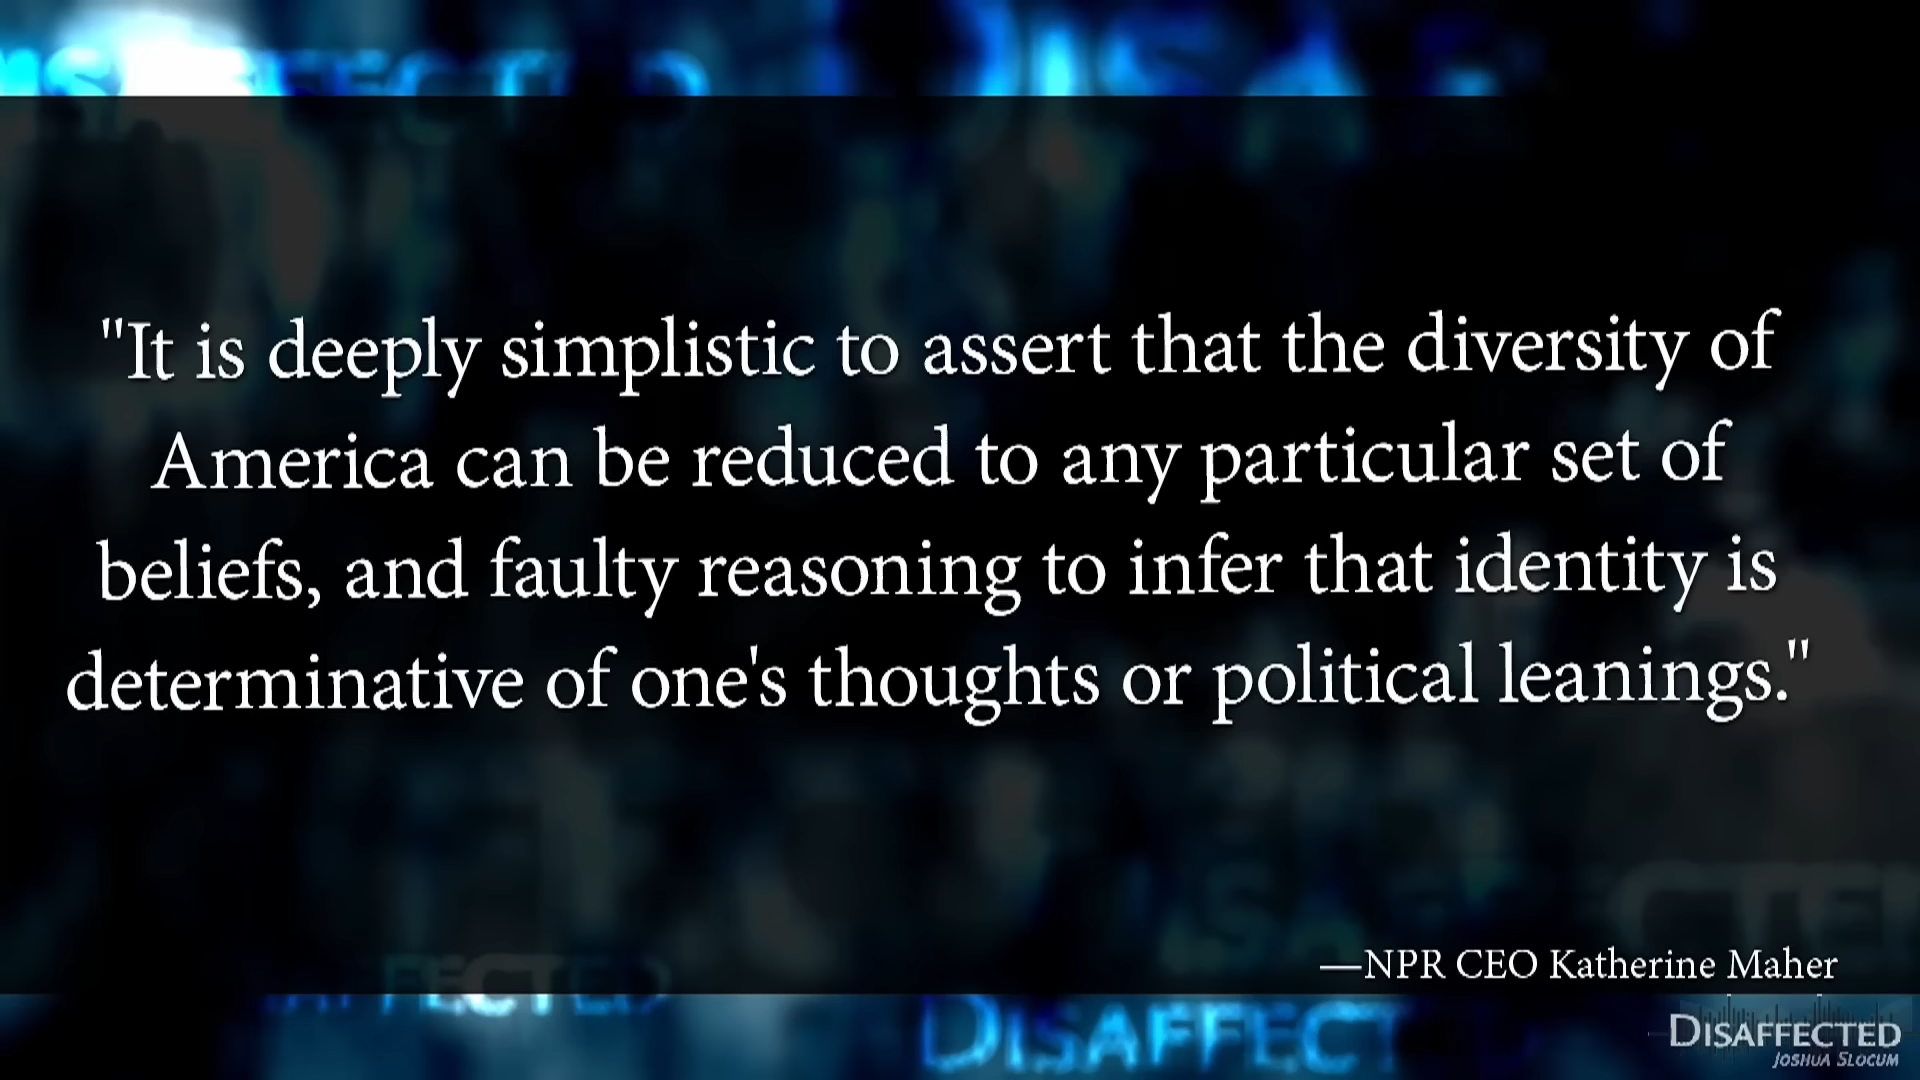 DISAFFECTED
"It is deeply simplistic to assert that the diversity of
America can be reduced to any particular set of
beliefs, and faulty reasoning to infer that identity is
determinative of one's thoughts or political leanings."
—NPR CEO Katherine Maher
DISAFFECTED
JOSHUA SLOCUM